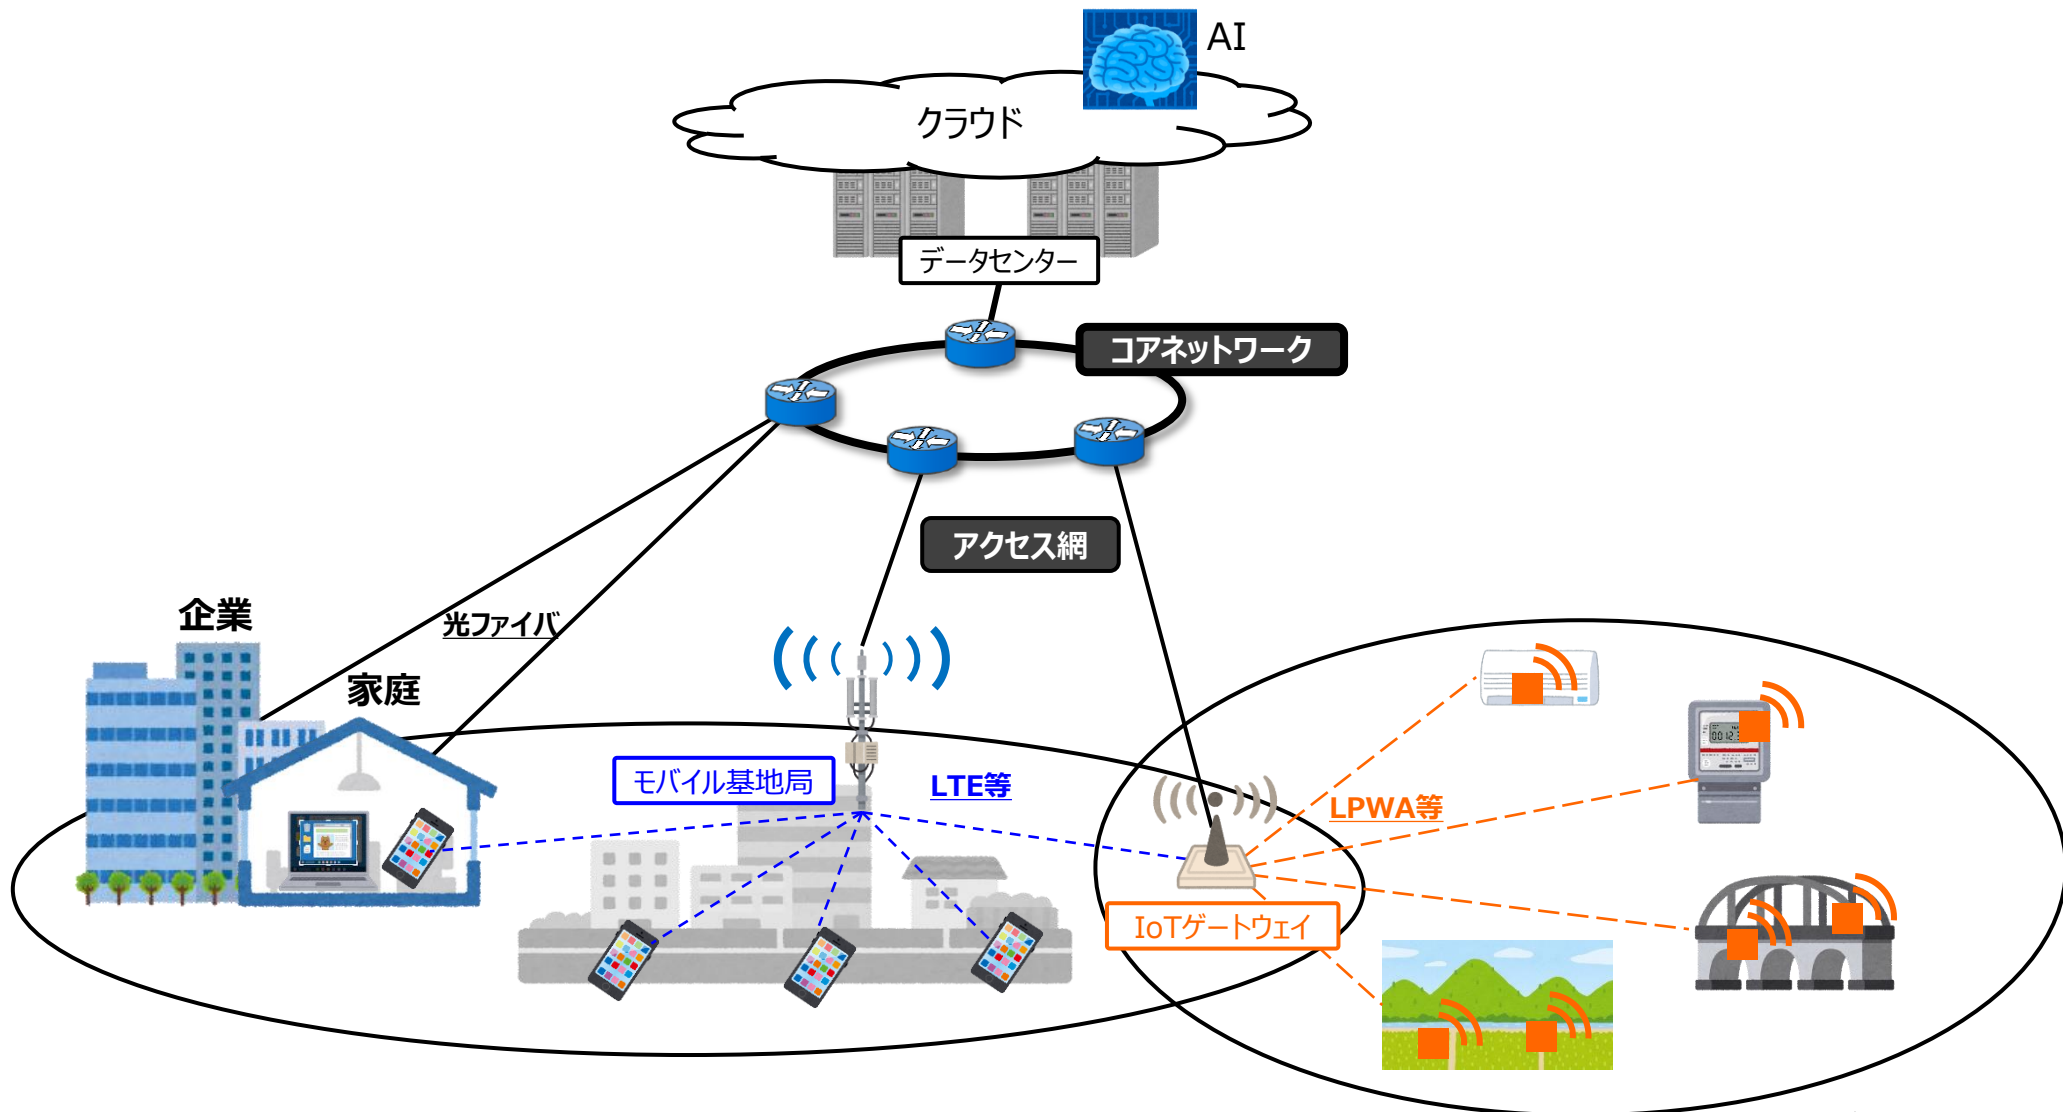 AI
クラウド
データセンター
コアネットワーク
アクセス網
企業
光ファイバ
家庭
モバイル基地局
LTE等
LPWA等
IoTゲートウェイ